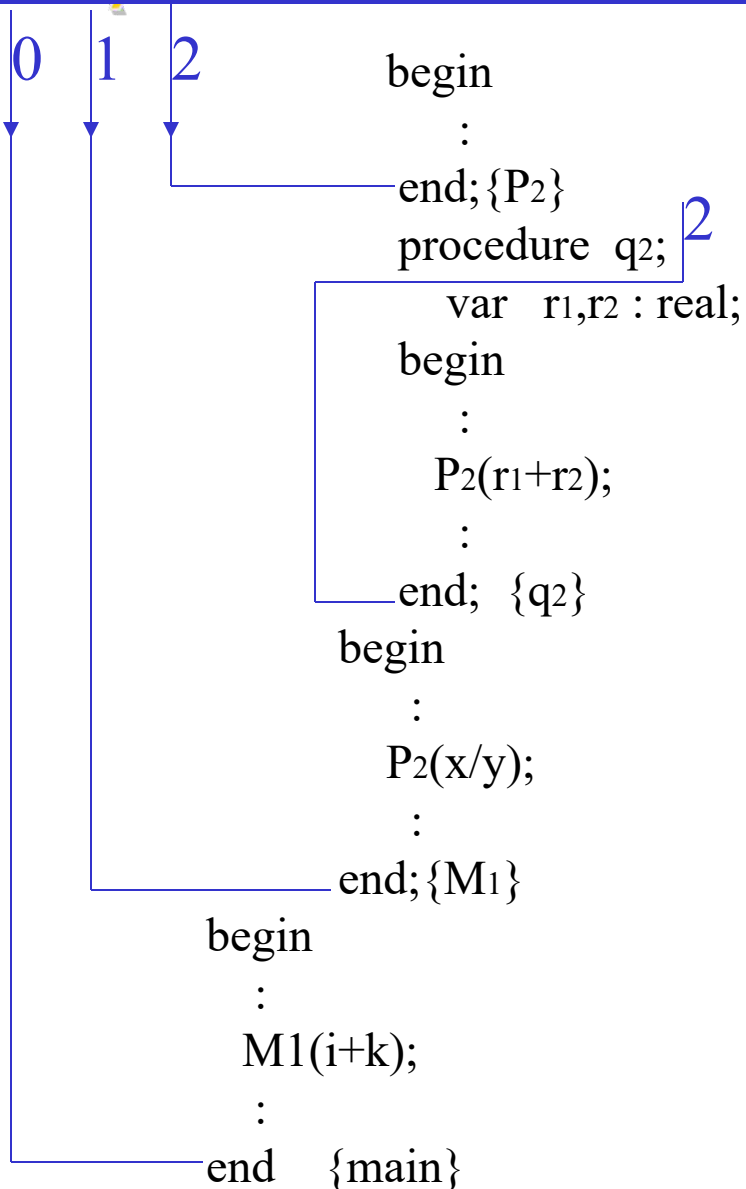 0 1 2
begin
:
end;{P2}
2
procedure q2;
var r1,r2 : real;
begin
:
P2(r1+r2);
:
end; {q2}
begin
:
P2(x/y);
:
end;{M1}
begin
:
M1(i+k);
:
end {main}